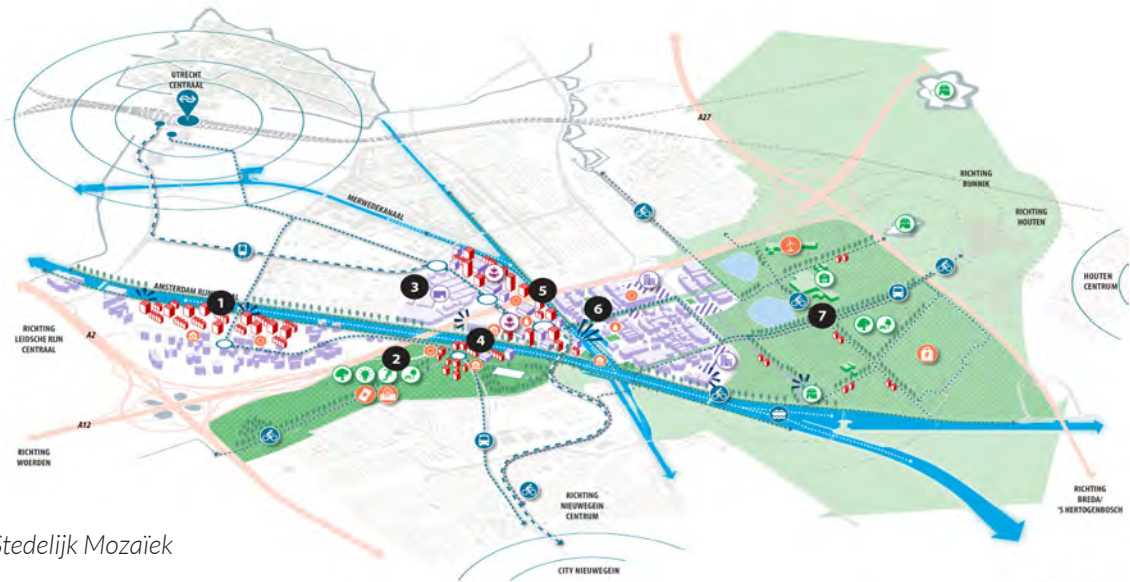 UTRECHT
CENTRAAL
A27
RICHTING
BUNNIK
RICHTING
HOUTEN
MERWEDEKANAAL
HOUTEN
CENTRUM
3
5
AMSTERDAM RIJN
1
6
7
RICHTING
LEIDSCHE RIJN
CENTRAAL
A2
4
2
A12
RICHTING
WOERDEN
RICHTING
NIEUWEGEIN
CENTRUM
RICHTING
BREDA/
'S HERTOGENBOSCH
Stedelijk Mozaïek
CITY NIEUWEGEIN